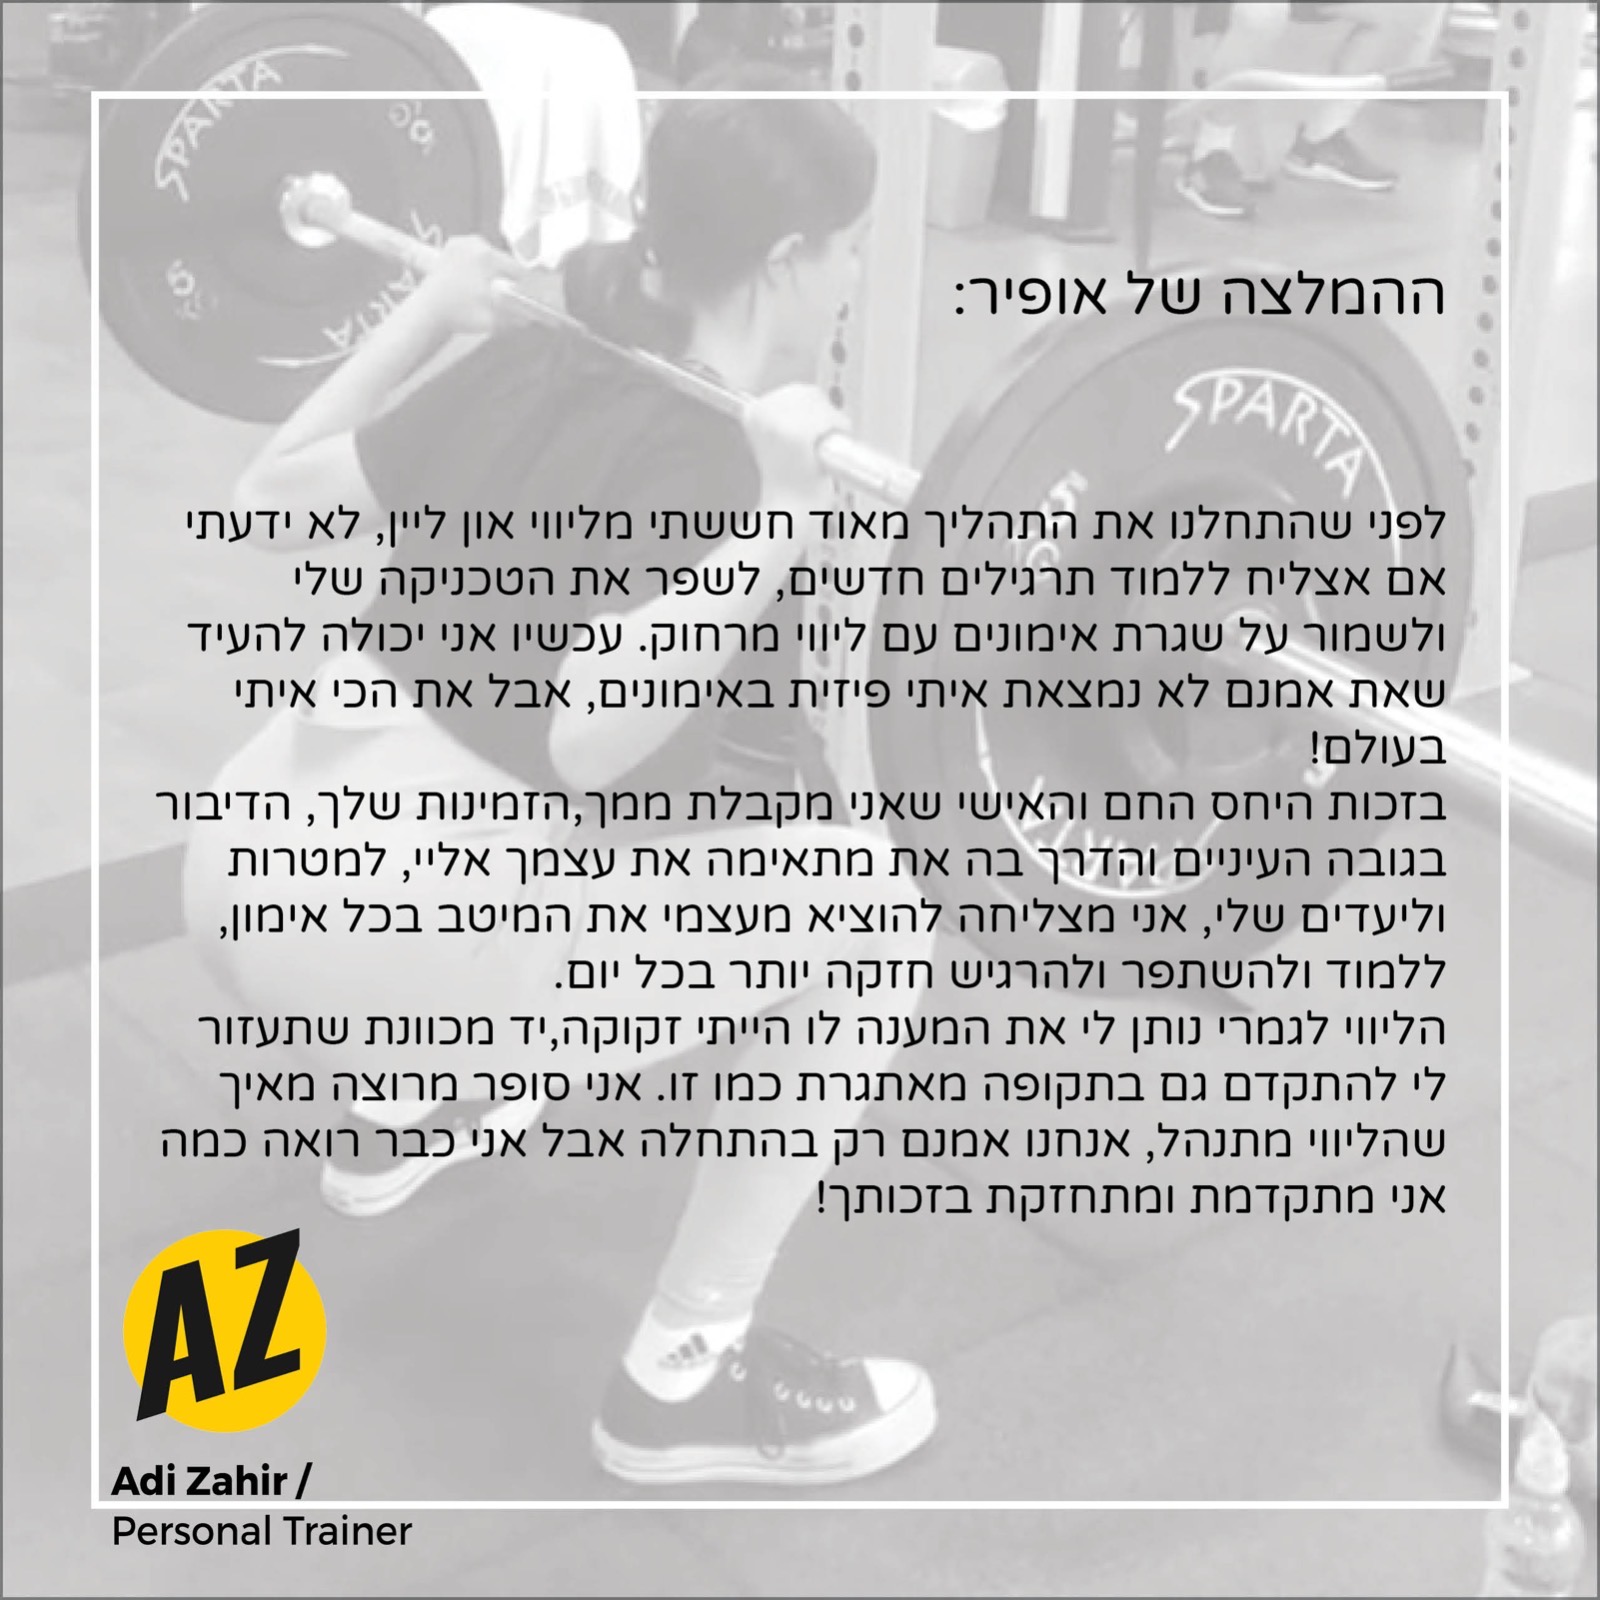 SPARTA
SPARTA
ההמלצה של אופיר:
SPARTA
לפני שהתחלנו את התהליך מאוד חששתי מליווי און ליין, לא ידעתי
אם אצליח ללמוד תרגילים חדשים, לשפר את הטכניקה שלי
ולשמור על שגרת אימונים עם ליווי מרחוק. עכשיו אני יכולה להעיד
שאת אמנם לא נמצאת איתי פיזית באימונים, אבל את הכי איתי
בעולם!
בזכות היחס החם והאישי שאני מקבלת ממך,הזמינות שלך, הדיבור
בגובה העיניים והדרך בה את מתאימה את עצמך אליי, למטרות
וליעדים שלי, אני מצליחה להוציא מעצמי את המיטב בכל אימון,
ללמוד ולהשתפר ולהרגיש חזקה יותר בכל יום.
הליווי לגמרי נותן לי את המענה לו הייתי זקוקה,יד מכוונת שתעזור
לי להתקדם גם בתקופה מאתגרת כמו זו. אני סופר מרוצה מאיך
שהליווי מתנהל, אנחנו אמנם רק בהתחלה אבל אני כבר רואה כמה
אני מתקדמת ומתחזקת בזכותך!
AZ
Adi Zahir /
Personal Trainer